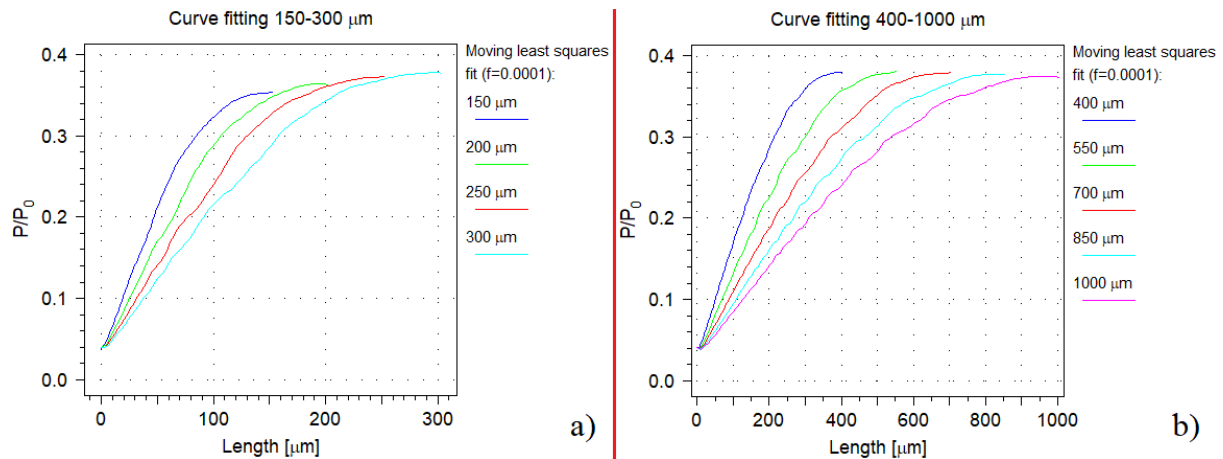 Curve fitting 150-300 μm
0.4
0.3
0.2
0.1
0.0
P/P0
0
100
200
300
Length [μm]
Moving least squares
fit (f=0.0001):
150 μm
200 μm
250 μm
300 μm
a)
Curve fitting 400-1000 μm
0.4
0.3
0.2
0.1
0.0
P/P0
0
200
400
600
800
1000
Length [μm]
Moving least squares
fit (f=0.0001):
400 μm
550 μm
700 μm
850 μm
1000 μm
b)